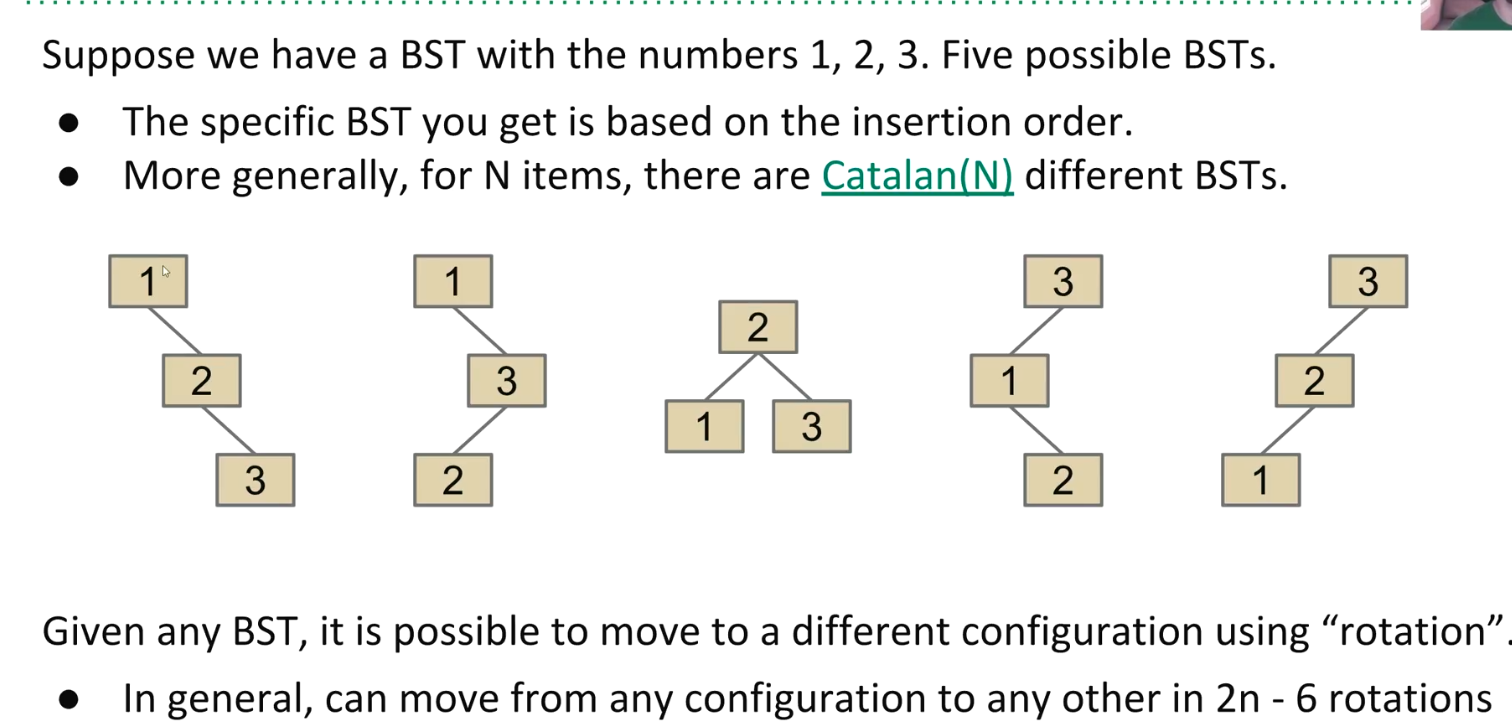 Suppose we have a BST with the numbers 1, 2, 3. Five possible BSTs.
● The specific BST you get is based on the insertion order.
● More generally, for N items, there are Catalan(N) different BSTs.
1
2
3
1
3
2
2
1 3
3
1
2
3
2
1
Given any BST, it is possible to move to a different configuration using “rotation”.
● In general, can move from any configuration to any other in 2n - 6 rotations